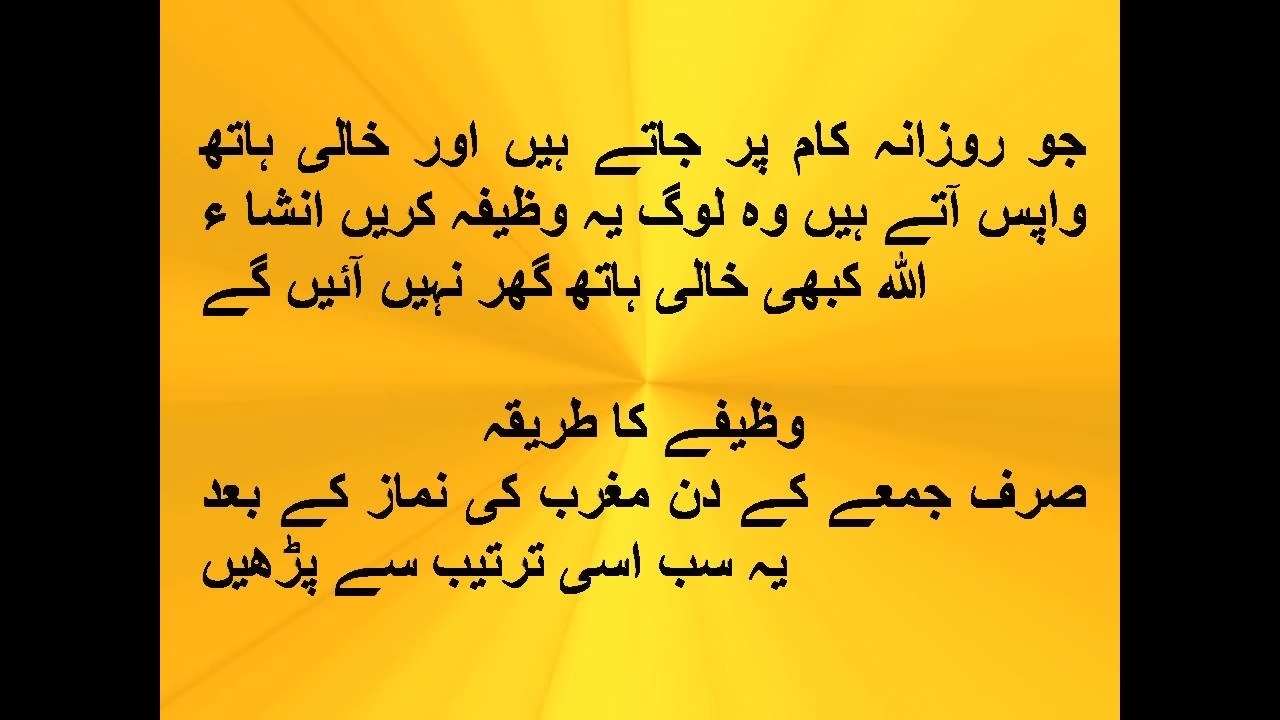 جو روزانہ کام پر جاتے ہیں اور خالی ہاتھ
واپس آتے ہیں وہ لوگ یہ وظیفہ کریں انشا ء
اللہ کبھی خالی ہاتھ گھر نہیں آئیں گے
وظیفے کا طریقہ
صرف جمعے کے دن مغرب کی نماز کے بعد
یہ سب اسی ترتیب سے پڑھیں